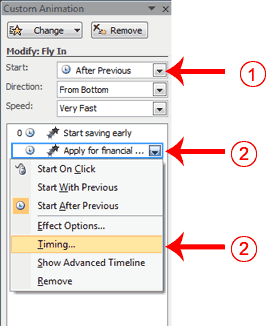 Custom Animation
Change Remove
Modify: Fly In
Start: After Previous 1
Direction: From Bottom
Speed: Very Fast
0 Start saving early
Apply for financial ... 2
Start On Click
Start With Previous
Start After Previous
Effect Options...
Timing... 2
Show Advanced Timeline
Remove